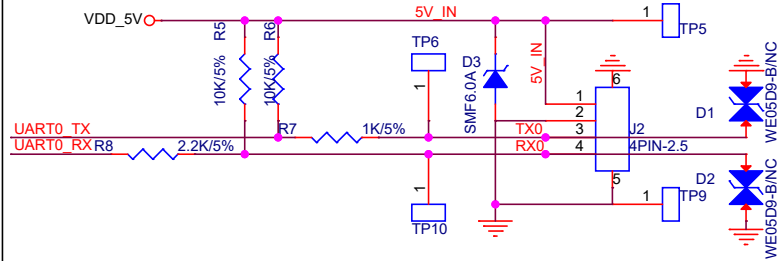 VDD_5V
5V_IN
1
TP5
R5
10K/5%
R6
10K/5%
TP6
1
D3
SMF6.0A
5V_IN
6
1
2
3
4
J2
4PIN-2.5
5
D1
WE05D9-B/NC
UART0_TX
R7
1K/5%
TX0
UART0_RX
R8
2.2K/5%
RX0
1
TP10
1
TP9
D2
WE05D9-B/NC